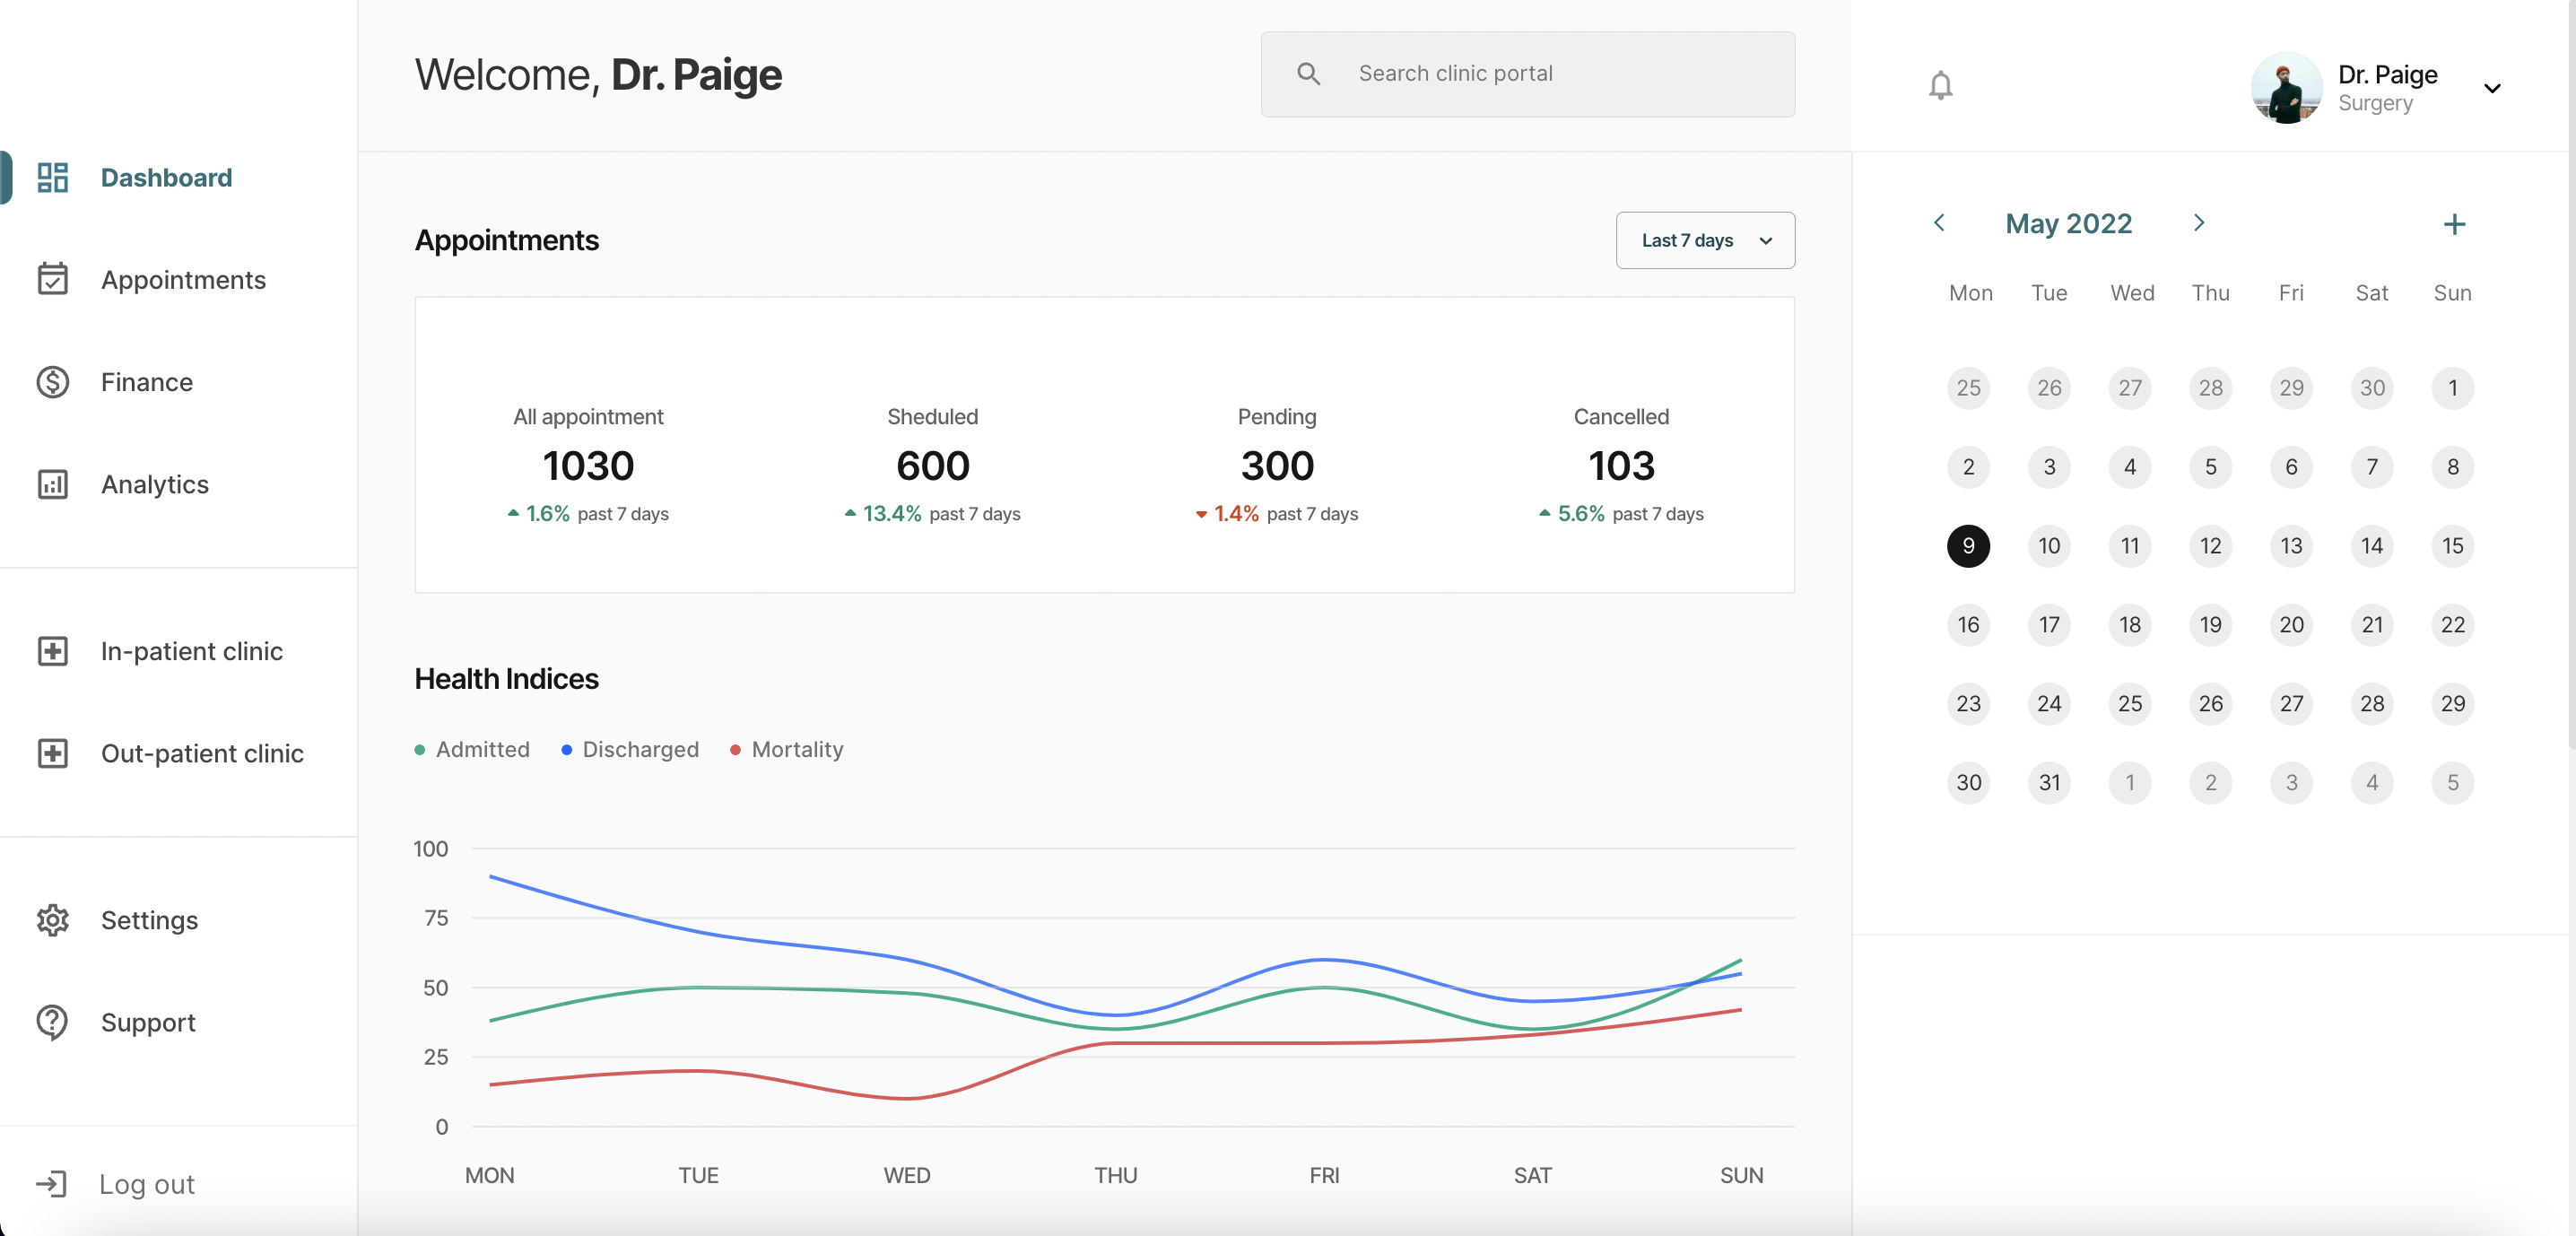 Welcome, Dr. Paige
Search clinic portal
Dr. Paige
Surgery
Dashboard
Appointments
Finance
Analytics
In-patient clinic
Out-patient clinic
Settings
Support
Log out
Appointments
Last 7 days
All appointment
1030
1.6% past 7 days
Sheduled
600
13.4% past 7 days
Pending
300
1.4% past 7 days
Cancelled
103
5.6% past 7 days
Health Indices
Admitted Discharged Mortality
100
75
50
25
0
MON TUE WED THU FRI SAT SUN
May 2022
Mon Tue Wed Thu Fri Sat Sun
25 26 27 28 29 30 1
2 3 4 5 6 7 8
9 10 11 12 13 14 15
16 17 18 19 20 21 22
23 24 25 26 27 28 29
30 31 1 2 3 4 5